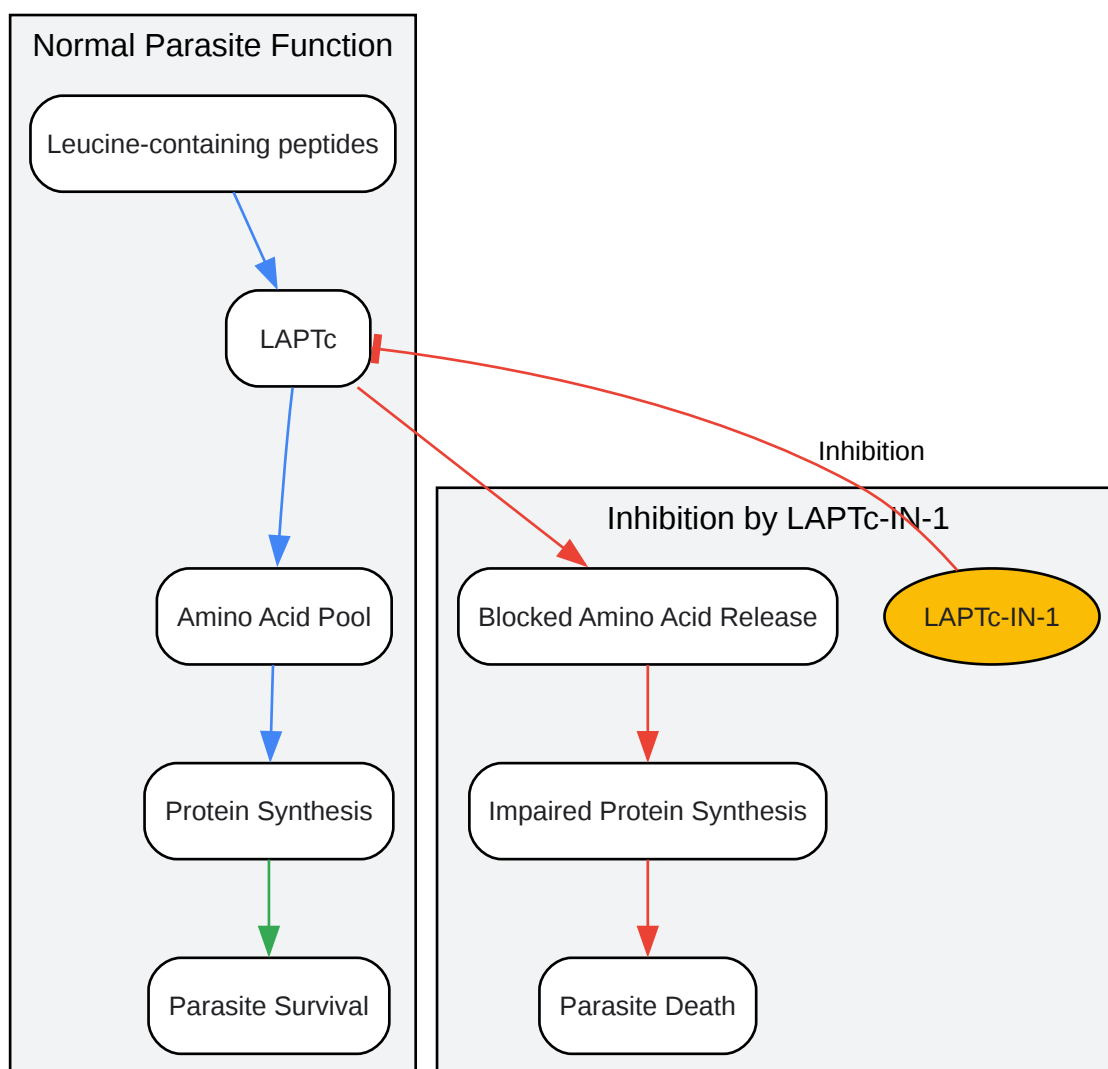 Normal Parasite Function
Leucine-containing peptides
LAPTc
Inhibition
Inhibition by LAPTc-IN-1
Amino Acid Pool
Blocked Amino Acid Release
LAPTc-IN-1
Protein Synthesis
Impaired Protein Synthesis
Parasite Survival
Parasite Death